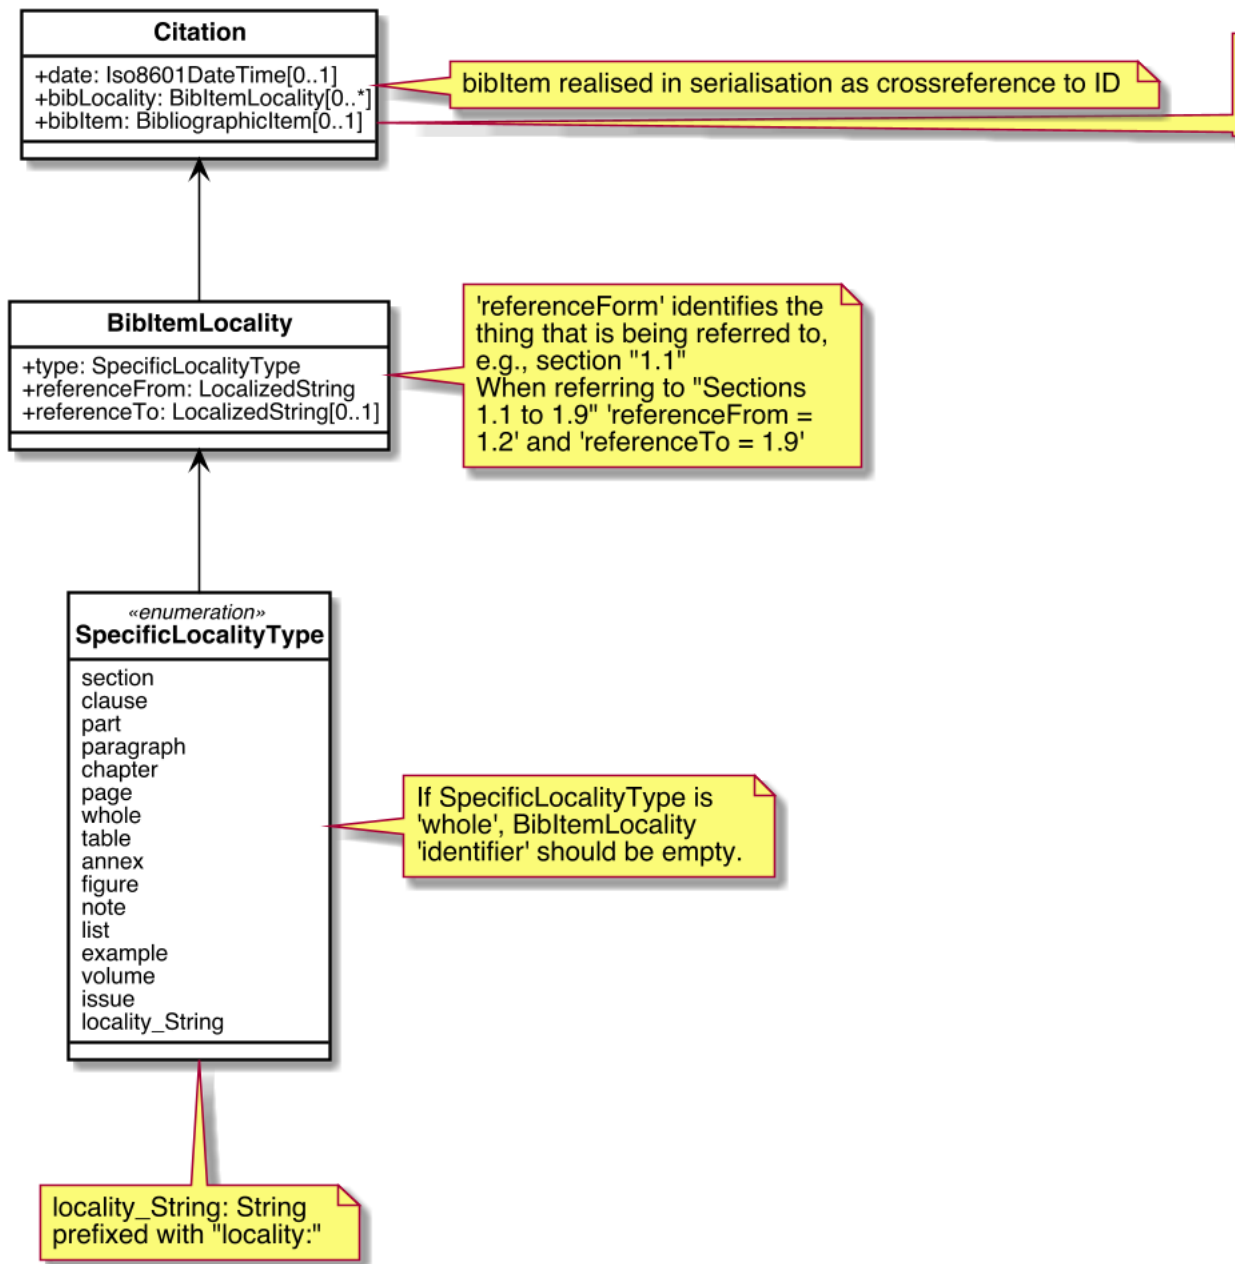 Citation
+date: Iso8601DateTime[0..1]
+bibLocality: BibItemLocality[0..*]
+bibItem: BibliographicItem[0..1]
bibItem realised in serialisation as crossreference to ID
BibItemLocality
+type: SpecificLocalityType
+referenceFrom: LocalizedString
+referenceTo: LocalizedString[0..1]
'referenceForm' identifies the
thing that is being referred to,
e.g., section "1.1"
When referring to "Sections
1.1 to 1.9" 'referenceFrom =
1.2' and 'referenceTo = 1.9'
«enumeration»
SpecificLocalityType
section
clause
part
paragraph
chapter
page
whole
table
annex
figure
note
list
example
volume
issue
locality_String
If SpecificLocalityType is
'whole', BibItemLocality
'identifier' should be empty.
locality_String: String
prefixed with "locality:"